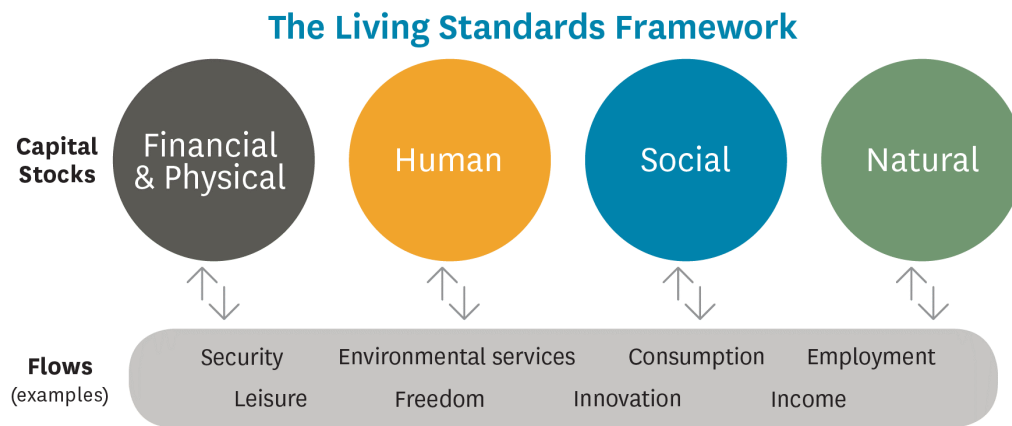 The Living Standards Framework
Capital
Stocks
Financial
& Physical
Human
Social
Natural
Flows
(examples)
Security Environmental services Consumption Employment
Leisure Freedom Innovation Income